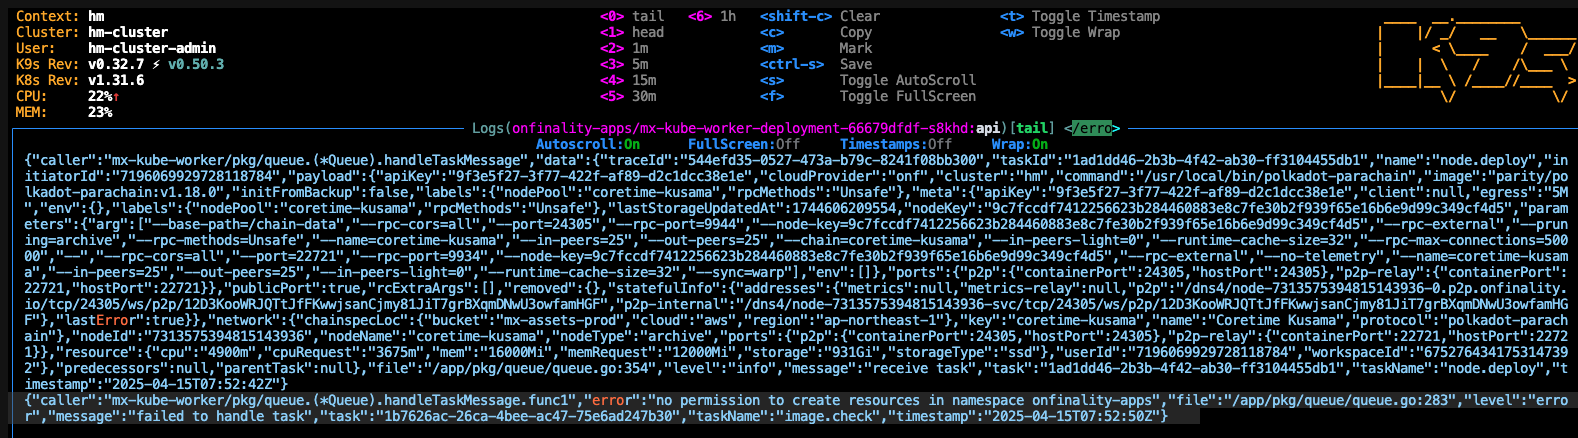 Context: hm <0> tail <6> 1h <shift-c> Clear <t> Toggle Timestamp
Cluster: hm-cluster <1> head <c> Copy <w> Toggle Wrap
User: hm-cluster-admin <2> 1m <m> Mark
K9s Rev: v0.32.7 ⚡ v0.50.3 <3> 5m <ctrl-s> Save
K8s Rev: v1.31.6 <4> 15m <s> Toggle AutoScroll
CPU: 22%↑ <5> 30m <f> Toggle FullScreen
MEM: 23%
Logs(onfinality-apps/mx-kube-worker-deployment-66679dfdf-s8khd:api)[tail] </erro>
Autoscroll:On FullScreen:Off Timestamps:Off Wrap:On
{"caller":"mx-kube-worker/pkg/queue.(*Queue).handleTaskMessage","data":{"traceId":"544efd35-0527-473a-b79c-8241f08bb300","taskId":"1ad1dd46-2b3b-4f42-ab30-ff3104455db1","name":"node.deploy","in
itiatorId":"7196069929728118784","payload":{"apiKey":"9f3e5f27-3f77-422f-af89-d2c1dcc38e1e","cloudProvider":"onf","cluster":"hm","command":"/usr/local/bin/polkadot-parachain","image":"parity/po
lkadot-parachain:v1.18.0","initFromBackup":false,"labels":{"nodePool":"coretime-kusama","rpcMethods":"Unsafe"},"meta":{"apiKey":"9f3e5f27-3f77-422f-af89-d2c1dcc38e1e","client":null,"egress":"5M
","env":{},"labels":{"nodePool":"coretime-kusama","rpcMethods":"Unsafe"},"lastStorageUpdatedAt":1744606209554,"nodeKey":"9c7fccdf7412256623b284460883e8c7fe30b2f939f65e16b6e9d99c349cf4d5","param
eters":{"arg":["--base-path=/chain-data","--rpc-cors=all","--port=24305","--rpc-port=9944","--node-key=9c7fccdf7412256623b284460883e8c7fe30b2f939f65e16b6e9d99c349cf4d5","--rpc-external","--prun
ing=archive","--rpc-methods=Unsafe","--name=coretime-kusama","--in-peers=25","--out-peers=25","--chain=coretime-kusama","--in-peers-light=0","--runtime-cache-size=32","--rpc-max-connections=500
00","--","--rpc-cors=all","--port=22721","--rpc-port=9934","--node-key=9c7fccdf7412256623b284460883e8c7fe30b2f939f65e16b6e9d99c349cf4d5","--rpc-external","--no-telemetry","--name=coretime-kusam
a","--in-peers=25","--out-peers=25","--in-peers-light=0","--runtime-cache-size=32","--sync=warp"],"env":[]},"ports":{"p2p":{"containerPort":24305,"hostPort":24305},"p2p-relay":{"containerPort":
22721,"hostPort":22721}},"publicPort":true,"rcExtraArgs":[],"removed":{},"statefulInfo":{"addresses":{"metrics":null,"metrics-relay":null,"p2p":"/dns4/node-7313575394815143936-0.p2p.onfinality.
io/tcp/24305/ws/p2p/12D3KooWRJQTtJfFKwwjsanCjmy81JiT7grBXqmDNwU3owfamHGF","p2p-internal":"/dns4/node-7313575394815143936-svc/tcp/24305/ws/p2p/12D3KooWRJQTtJfFKwwjsanCjmy81JiT7grBXqmDNwU3owfamHG
F"},"lastError":true}},"network":{"chainspecLoc":{"bucket":"mx-assets-prod","cloud":"aws","region":"ap-northeast-1"},"key":"coretime-kusama","name":"Coretime Kusama","protocol":"polkadot-parach
ain"},"nodeId":"7313575394815143936","nodeName":"coretime-kusama","nodeType":"archive","ports":{"p2p":{"containerPort":24305,"hostPort":24305},"p2p-relay":{"containerPort":22721,"hostPort":2272
1}},"resource":{"cpu":"4900m","cpuRequest":"3675m","mem":"16000Mi","memRequest":"12000Mi","storage":"931Gi","storageType":"ssd"},"userId":"7196069929728118784","workspaceId":"675276434175314739
2"},"predecessors":null,"parentTask":null},"file":"/app/pkg/queue/queue.go:354","level":"info","message":"receive task","task":"1ad1dd46-2b3b-4f42-ab30-ff3104455db1","taskName":"node.deploy","t
imestamp":"2025-04-15T07:52:42Z"}
{"caller":"mx-kube-worker/pkg/queue.(*Queue).handleTaskMessage.func1","error":"no permission to create resources in namespace onfinality-apps","file":"/app/pkg/queue/queue.go:283","level":"erro
r","message":"failed to handle task","task":"1b7626ac-26ca-4bee-ac47-75e6ad247b30","taskName":"image.check","timestamp":"2025-04-15T07:52:50Z"}